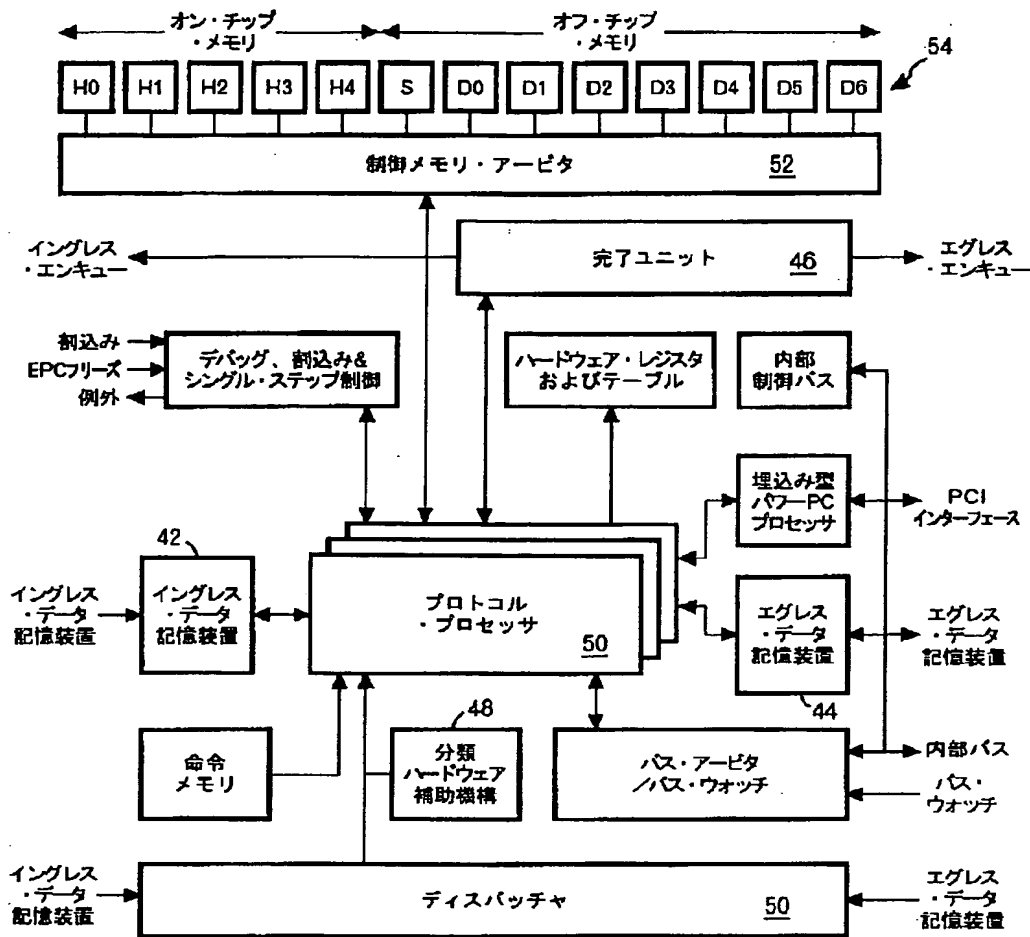 オン・チップ
・メモリ
オフ・チップ
・メモリ
54
H0 H1 H2 H3 H4 S D0 D1 D2 D3 D4 D5 D6
制御メモリ・アービタ 52
イングレス
・エンキュー
完了ユニット 46
エグレス
・エンキュー
割込み
EPCフリーズ
例外
デバッグ、割込み&
シングル・ステップ制御
ハードウェア・レジスタ
およびテーブル
内部
制御バス
埋込み型
パワーPC
プロセッサ
PCI
インターフェース
42
イングレス
・データ
記憶装置
イングレス
・データ
記憶装置
プロトコル
・プロセッサ
50
エグレス
・データ
記憶装置
エグレス
・データ
記憶装置
44
命令
メモリ
48
分類
ハードウェア
補助機構
バス・アービタ
/バス・ウォッチ
内部バス
バス・
ウォッチ
イングレス
・データ
記憶装置
ディスパッチャ 50
エグレス
・データ
記憶装置